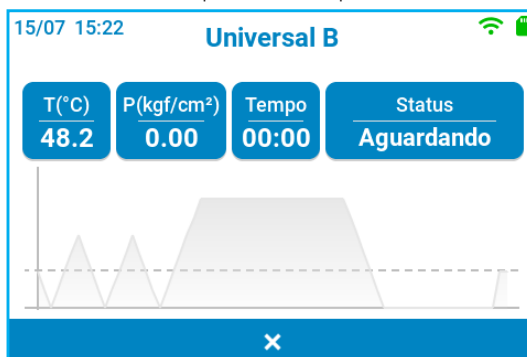 15/07 15:22
Universal B
T(°C) P(kgf/cm²) Tempo Status
48.2 0.00 00:00 Aguardando